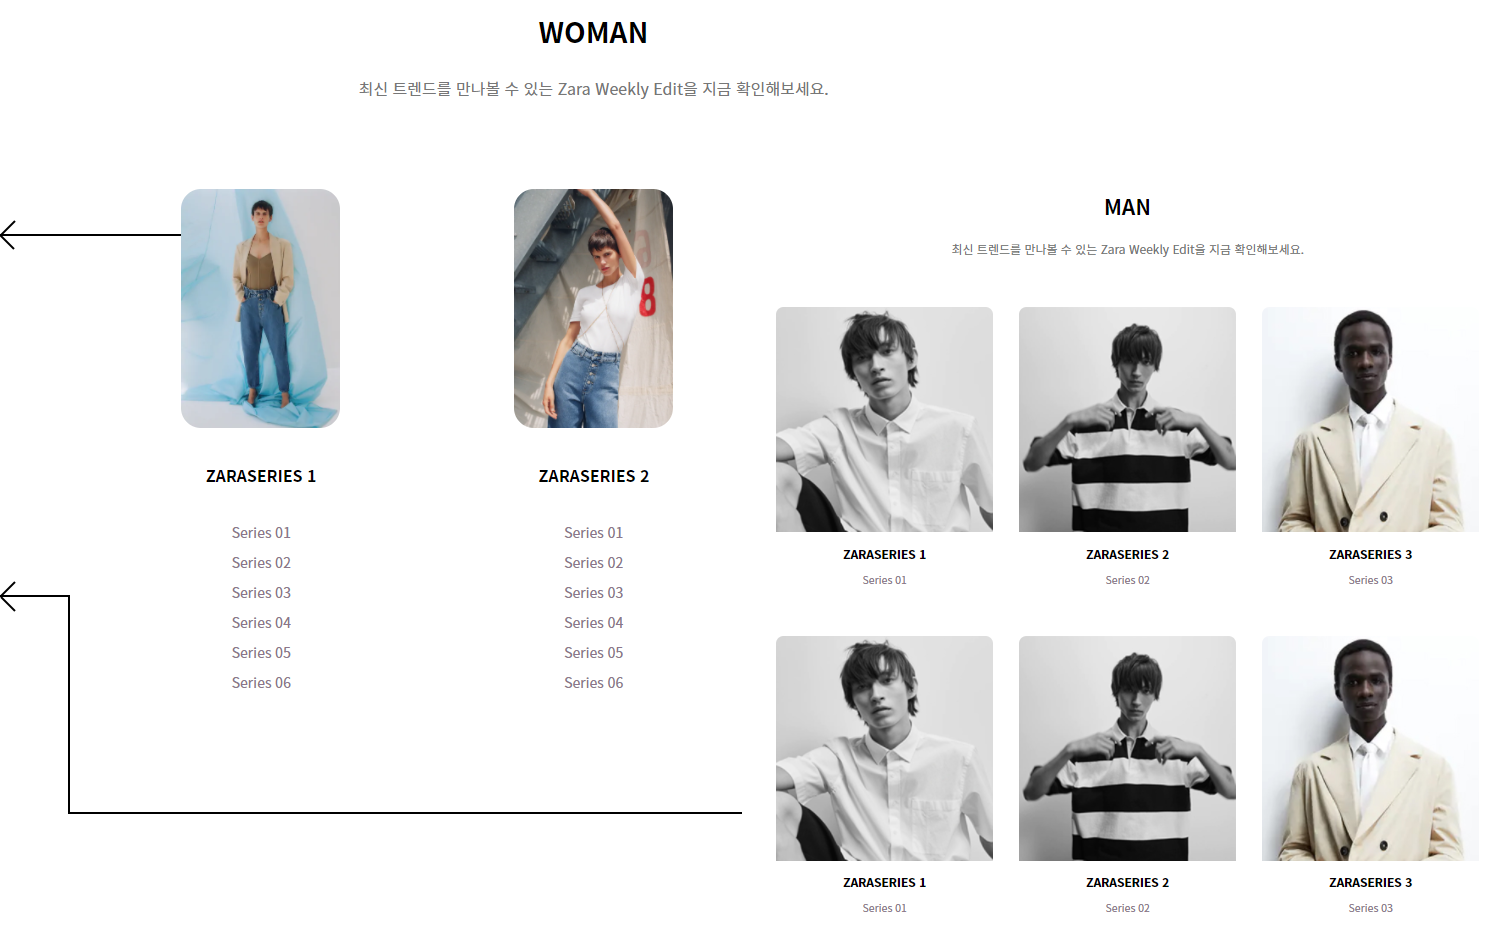 WOMAN
최신 트렌드를 만나볼 수 있는 Zara Weekly Edit을 지금 확인해보세요.
8
ZARASERIES 1
Series 01
Series 02
Series 03
Series 04
Series 05
Series 06
ZARASERIES 2
Series 01
Series 02
Series 03
Series 04
Series 05
Series 06
MAN
최신 트렌드를 만나볼 수 있는 Zara Weekly Edit을 지금 확인해보세요.
ZARASERIES 1
Series 01
ZARASERIES 2
Series 02
ZARASERIES 3
Series 03
ZARASERIES 1
Series 01
ZARASERIES 2
Series 02
ZARASERIES 3
Series 03